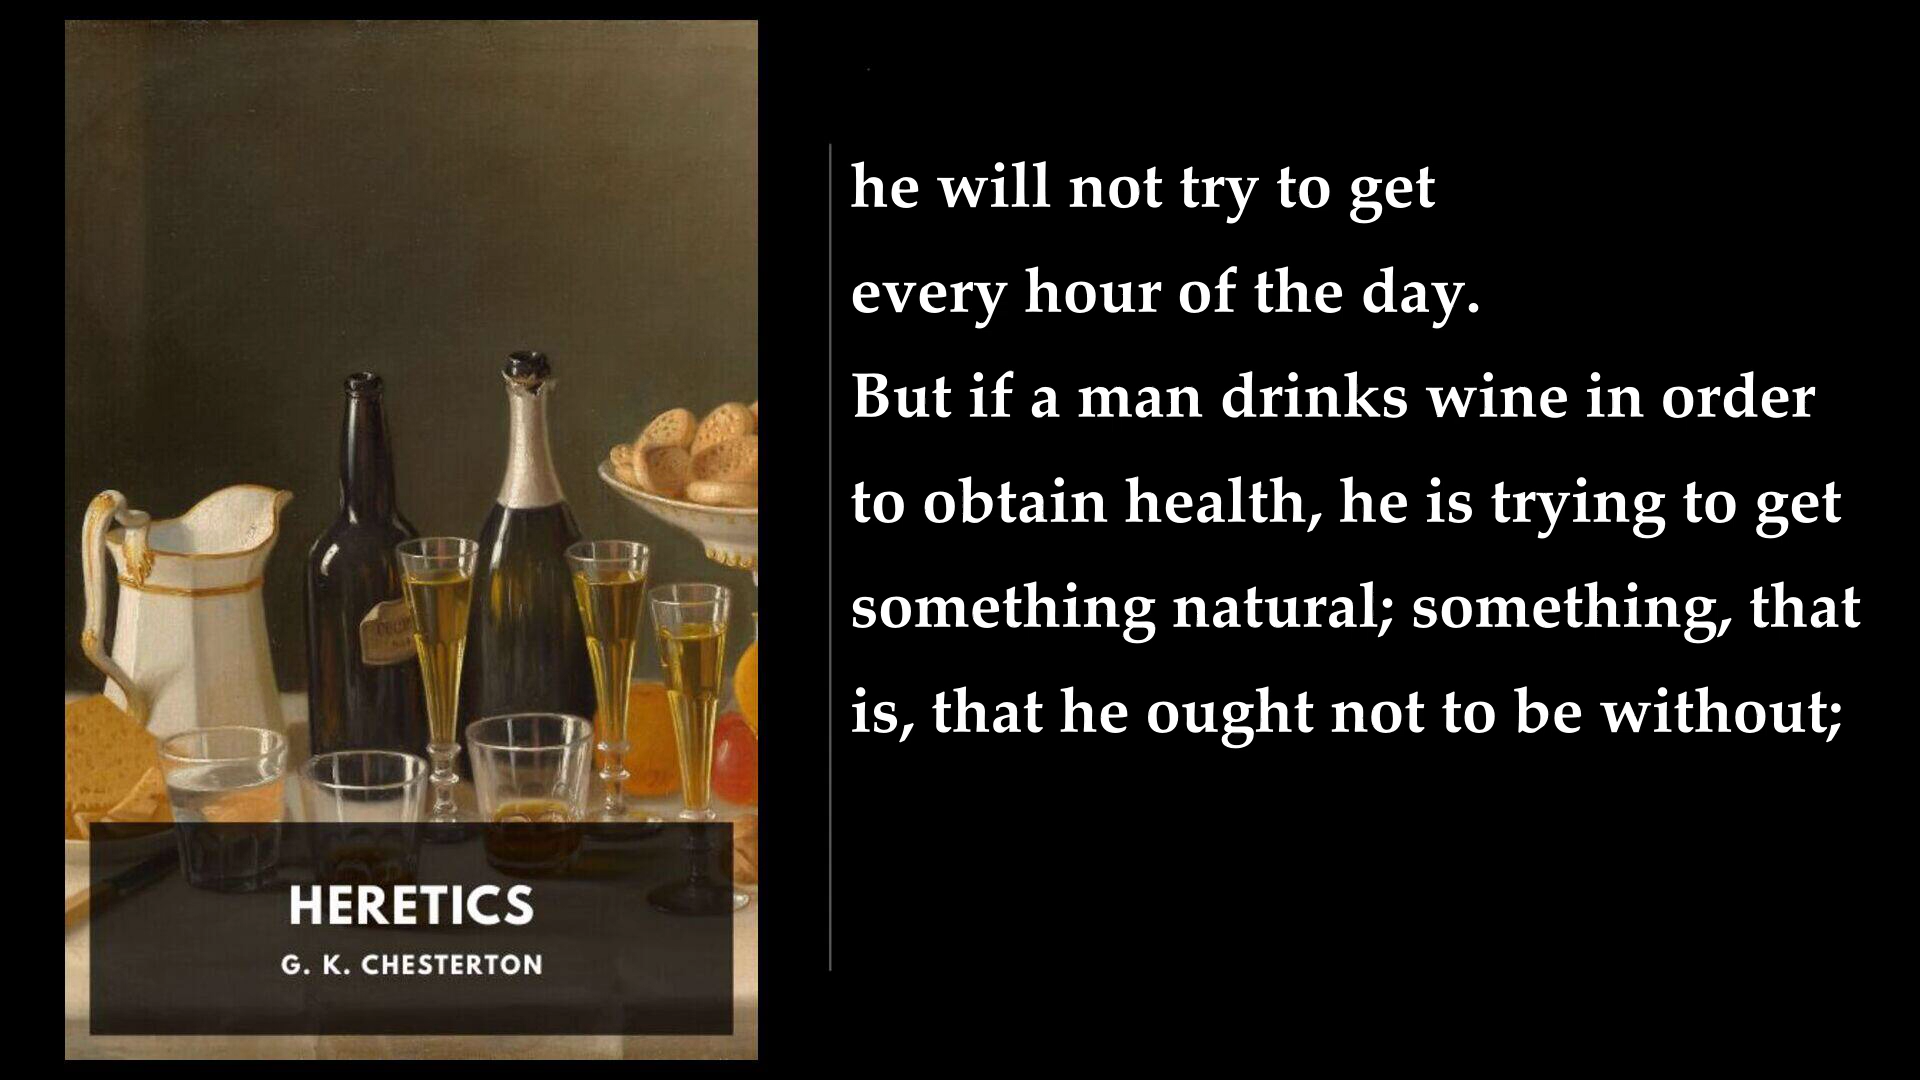 he will not try to get
every hour of the day.
But if a man drinks wine in order
to obtain health, he is trying to get
something natural; something, that
is, that he ought not to be without;
HERETICS
G. K. CHESTERTON